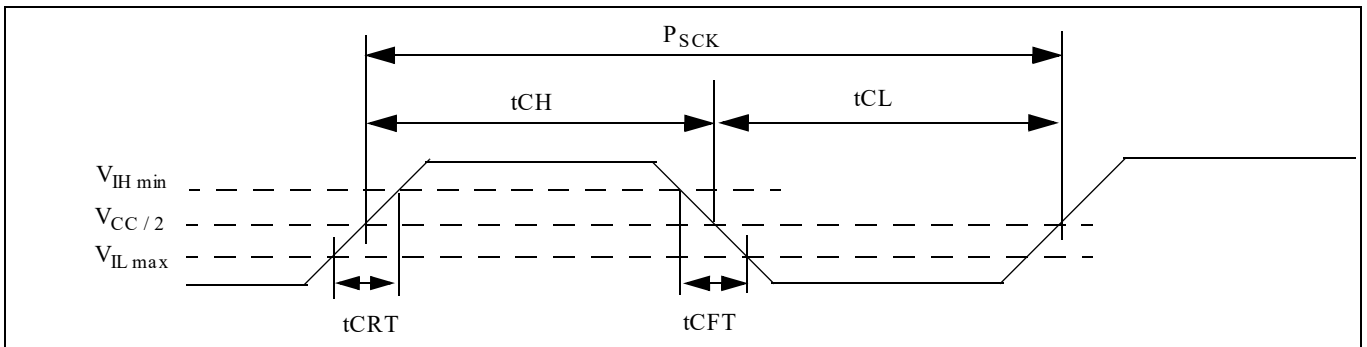 PSCK
tCH
tCL
VIH min
VCC / 2
VIL max
tCRT
tCFT